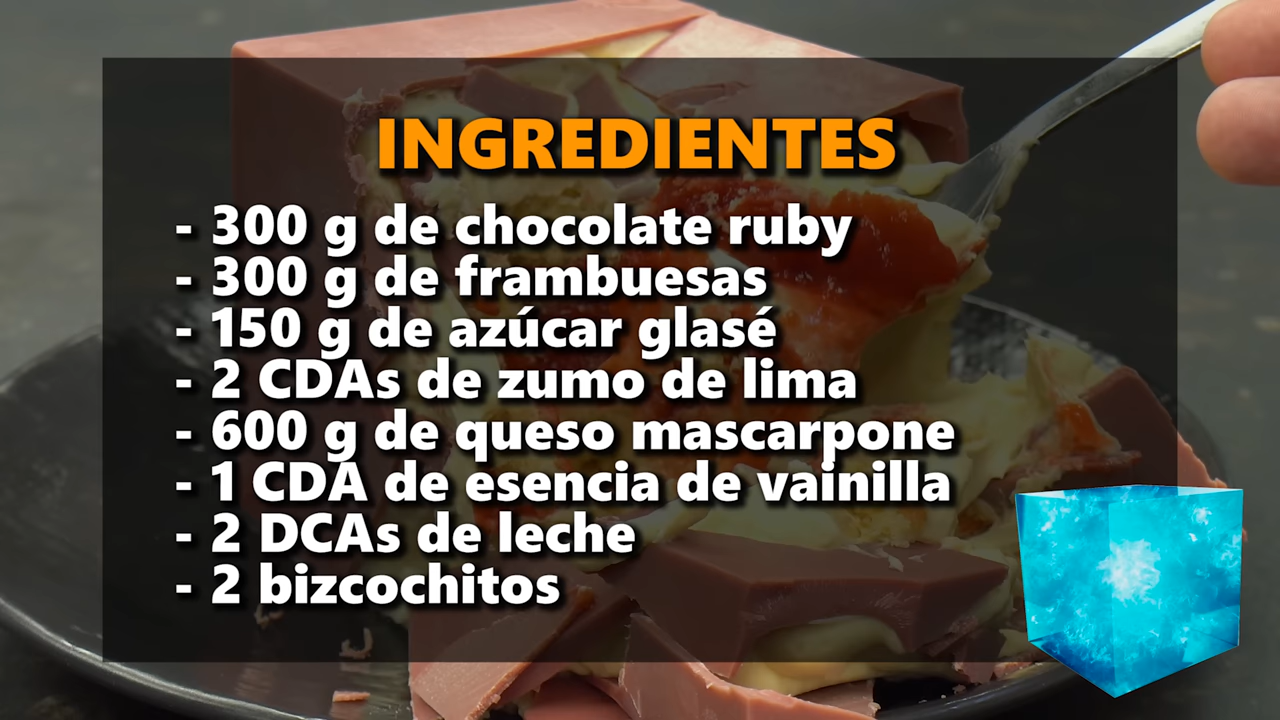 INGREDIENTES
- 300 g de chocolate ruby
- 300 g de frambuesas
- 150 g de azúcar glasé
- 2 CDAs de zumo de lima
- 600 g de queso mascarpone
- 1 CDA de esencia de vainilla
- 2 DCAs de leche
- 2 bizcochitos